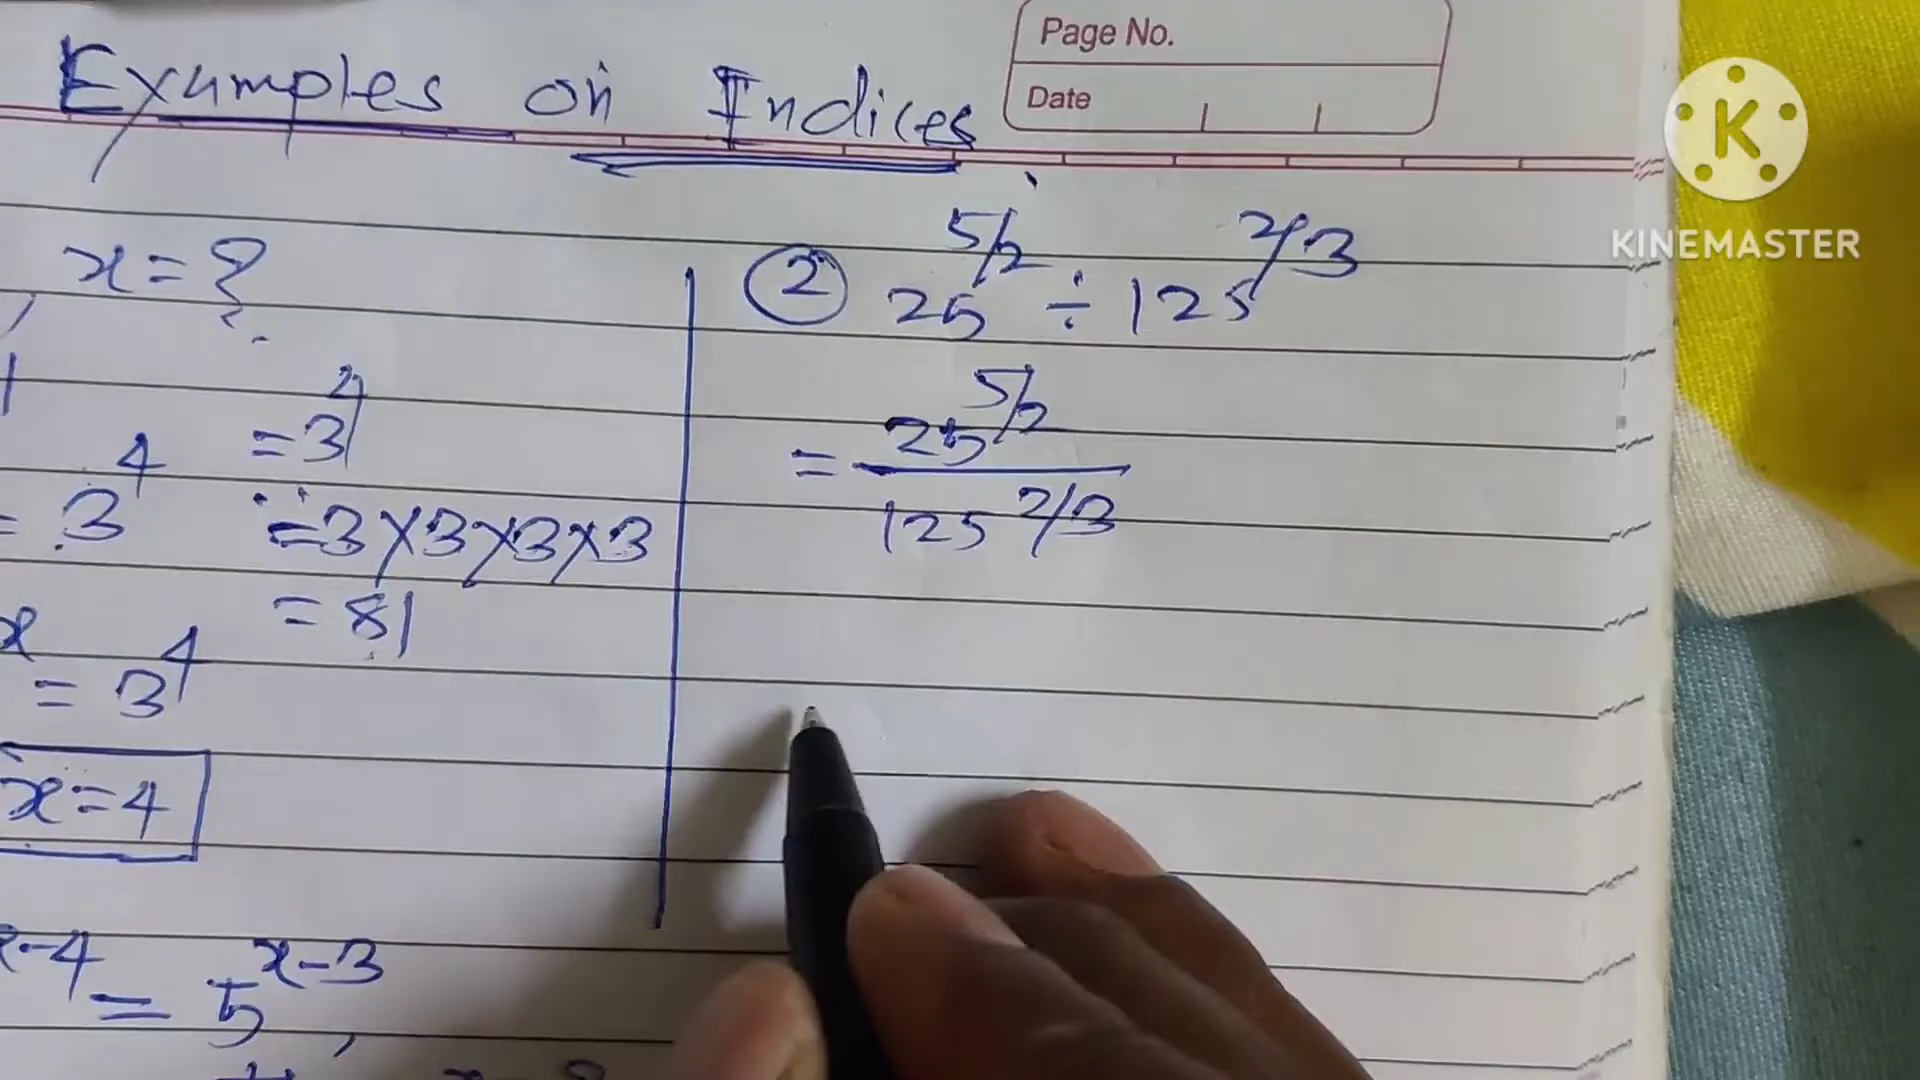 Page No.
Date
Examples on Indices
KINEMASTER
x = ?
= 3^4
= 3^4
= 3×3×3×3
= 81
x
= 3^4
x = 4
x-4 = 5^x-3
② 25^5/2 ÷ 125^2/3
= 25^5/2
125^2/3